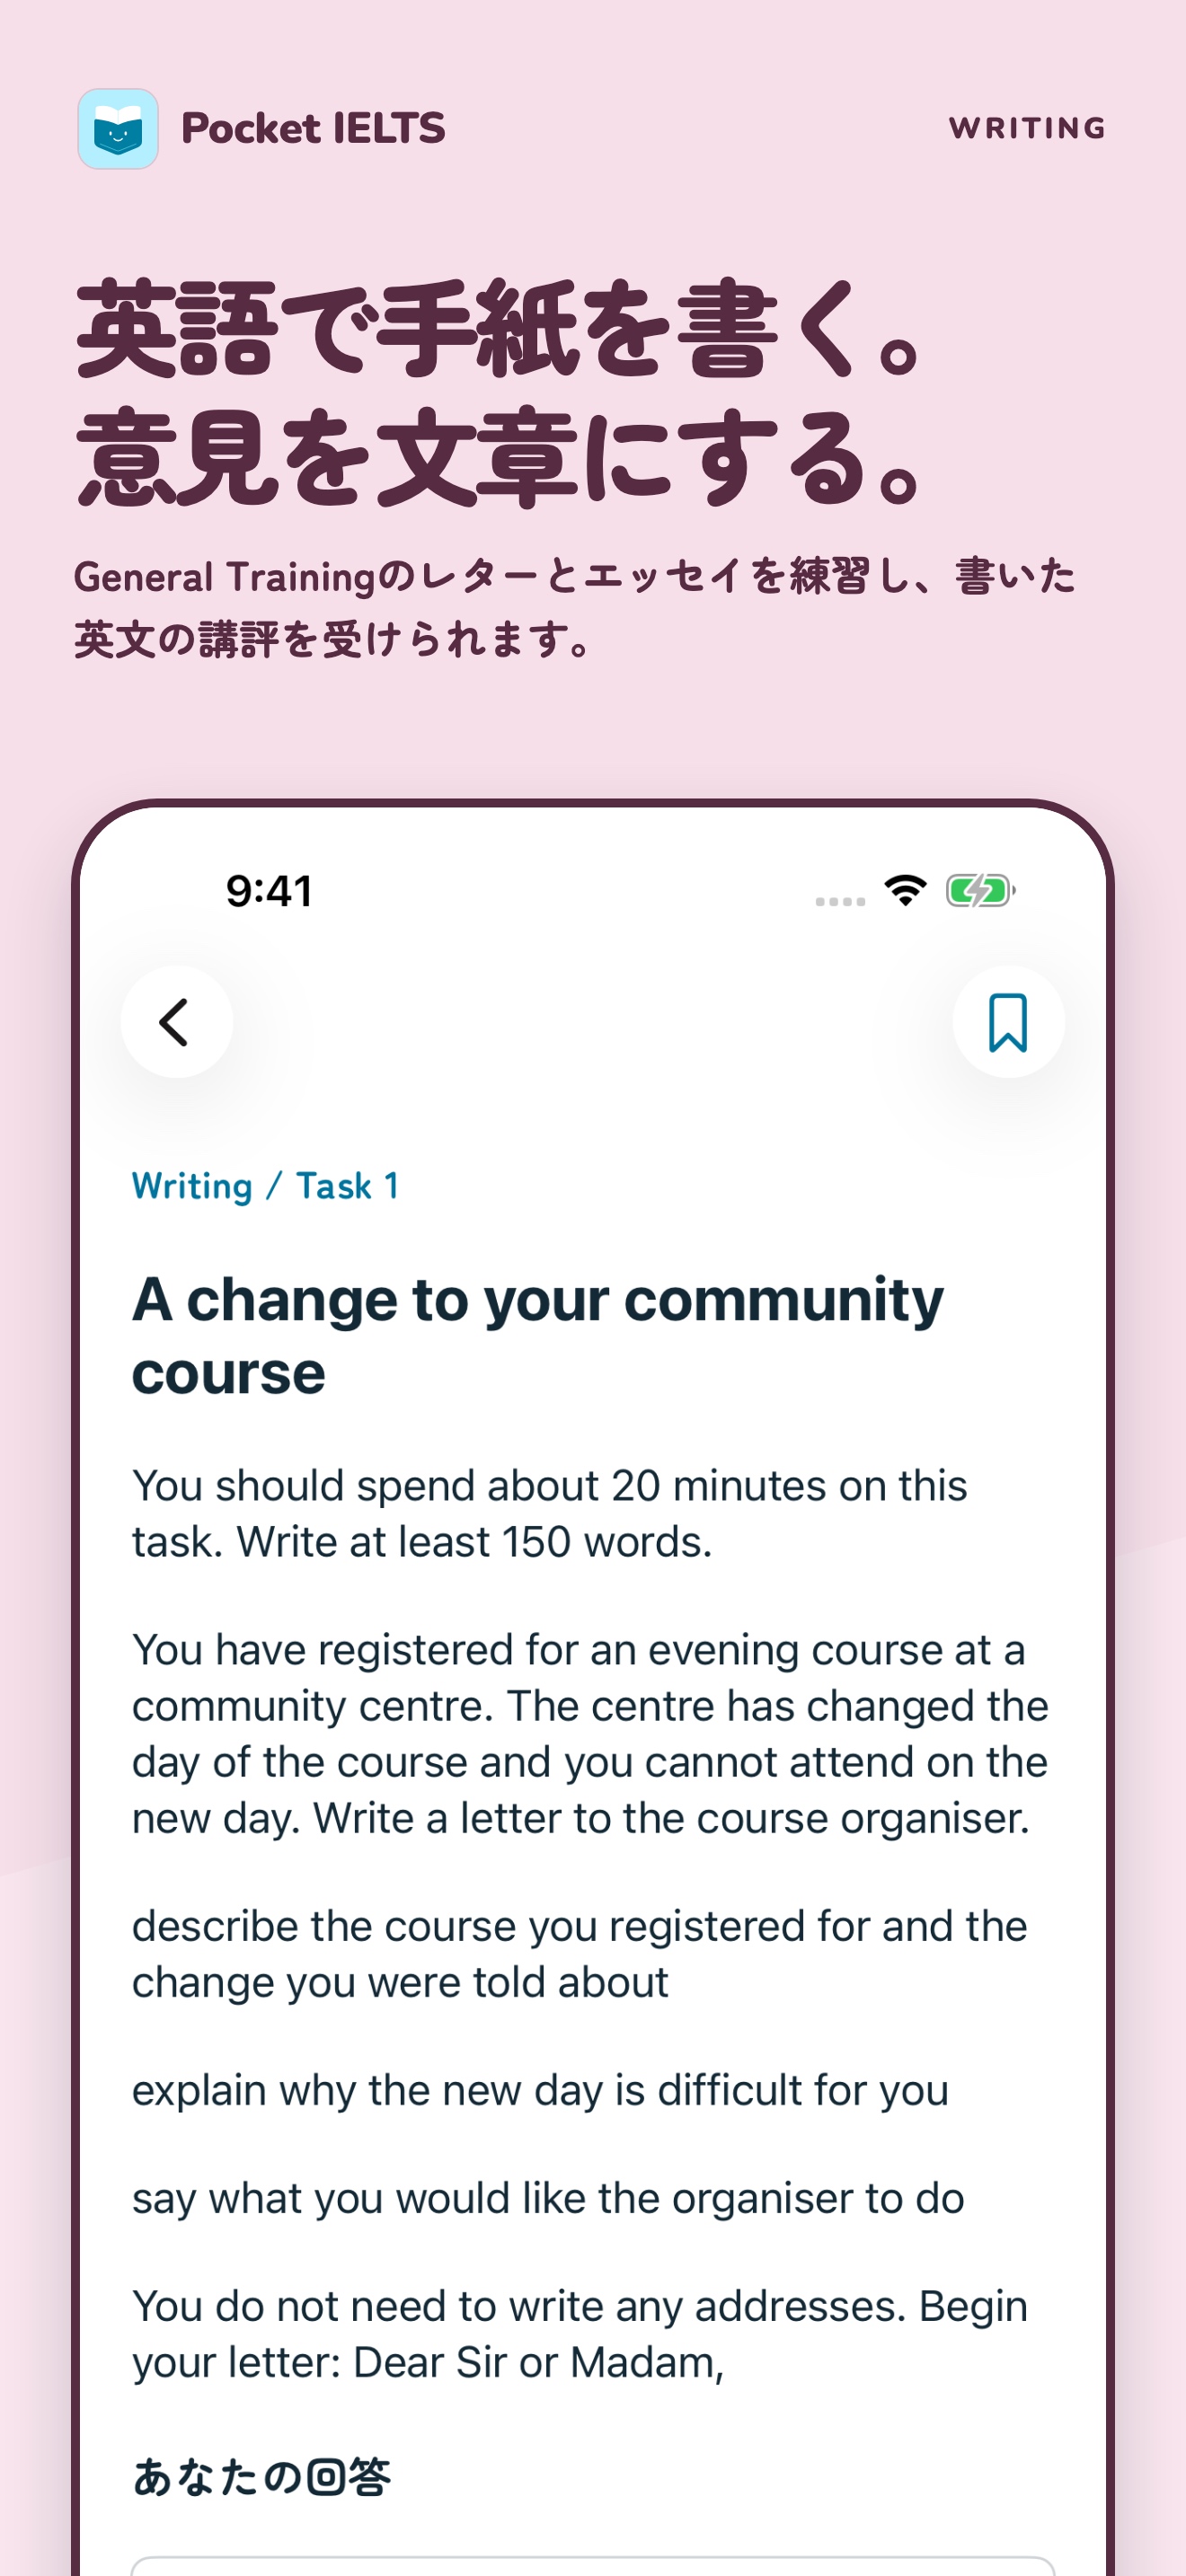 Pocket IELTS
WRITING
英語で手紙を書く。
意見を文章にする。
General Trainingのレターとエッセイを練習し、書いた
英文の講評を受けられます。
9:41
Writing / Task 1
A change to your community
course
You should spend about 20 minutes on this
task. Write at least 150 words.
You have registered for an evening course at a
community centre. The centre has changed the
day of the course and you cannot attend on the
new day. Write a letter to the course organiser.
describe the course you registered for and the
change you were told about
explain why the new day is difficult for you
say what you would like the organiser to do
You do not need to write any addresses. Begin
your letter: Dear Sir or Madam,
あなたの回答